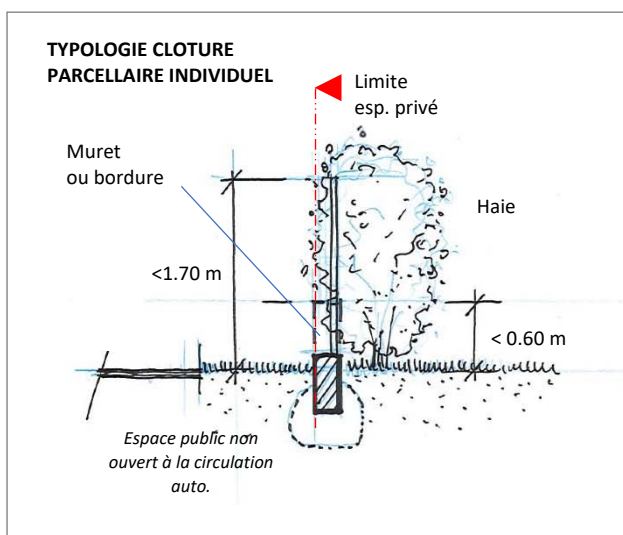 TYPOLOGIE CLOTURE
PARCELLAIRE INDIVIDUEL
Limite
esp. privé
Muret
ou bordure
Haie
<1.70 m
< 0.60 m
Espace public non
ouvert à la circulation
auto.